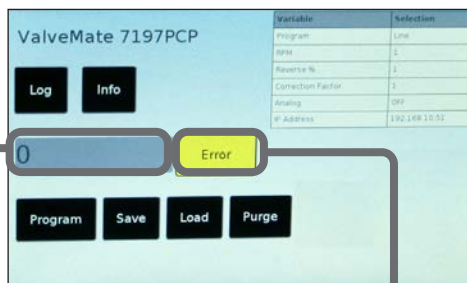 ValveMate 7197PCP
Variable Selection
Program Line
RPM 1
Reverse % 1
Correction Factor 1
Analog OFF
IP Address 192.168.10.52
Log Info
0 Error
Program Save Load Purge